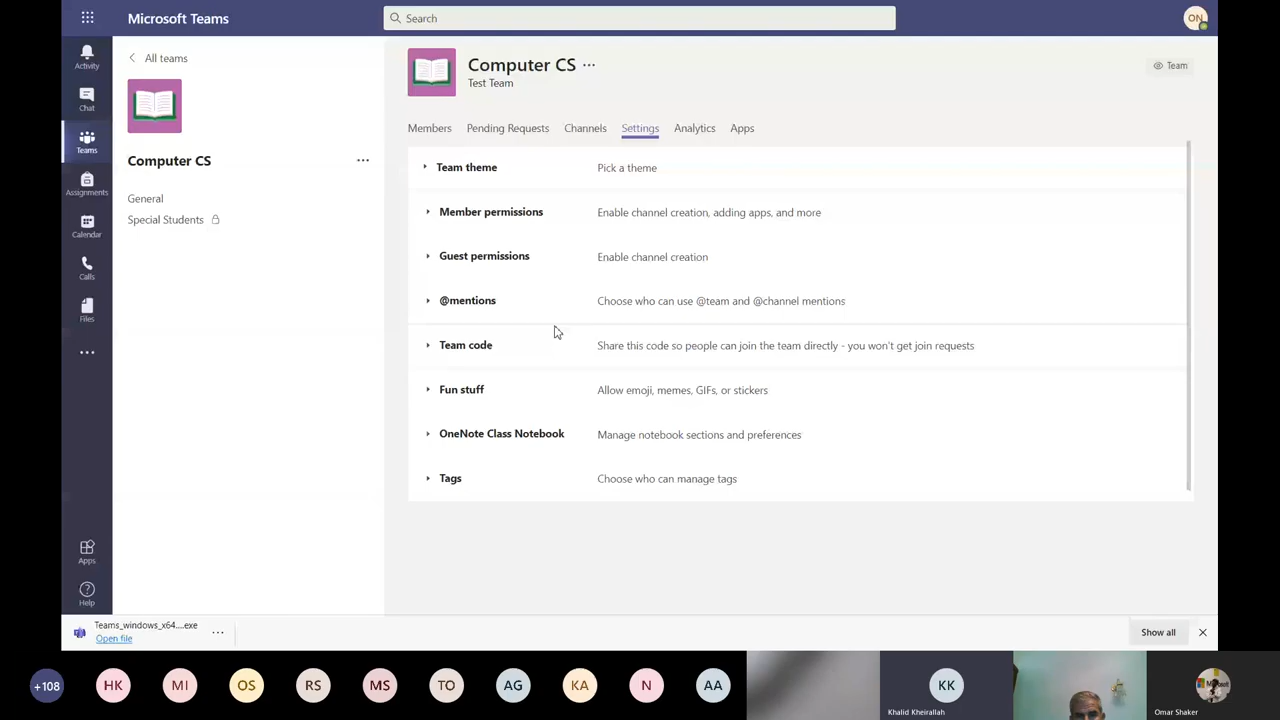 Microsoft Teams
Search
ON
Activity
Chat
Teams
Assignments
Calendar
Calls
Files
Apps
Help
All teams
Computer CS
General
Special Students
Computer CS
Test Team
Team
Members
Pending Requests
Channels
Settings
Analytics
Apps
Team theme Pick a theme
Member permissions Enable channel creation, adding apps, and more
Guest permissions Enable channel creation
@mentions Choose who can use @team and @channel mentions
Team code Share this code so people can join the team directly - you won't get join requests
Fun stuff Allow emoji, memes, GIFs, or stickers
OneNote Class Notebook Manage notebook sections and preferences
Tags Choose who can manage tags
Teams_windows_x64....exe
Open file
Show all
+108
HK
MI
OS
RS
MS
TO
AG
KA
N
AA
KK
Khalid Kheirallah
Omar Shaker